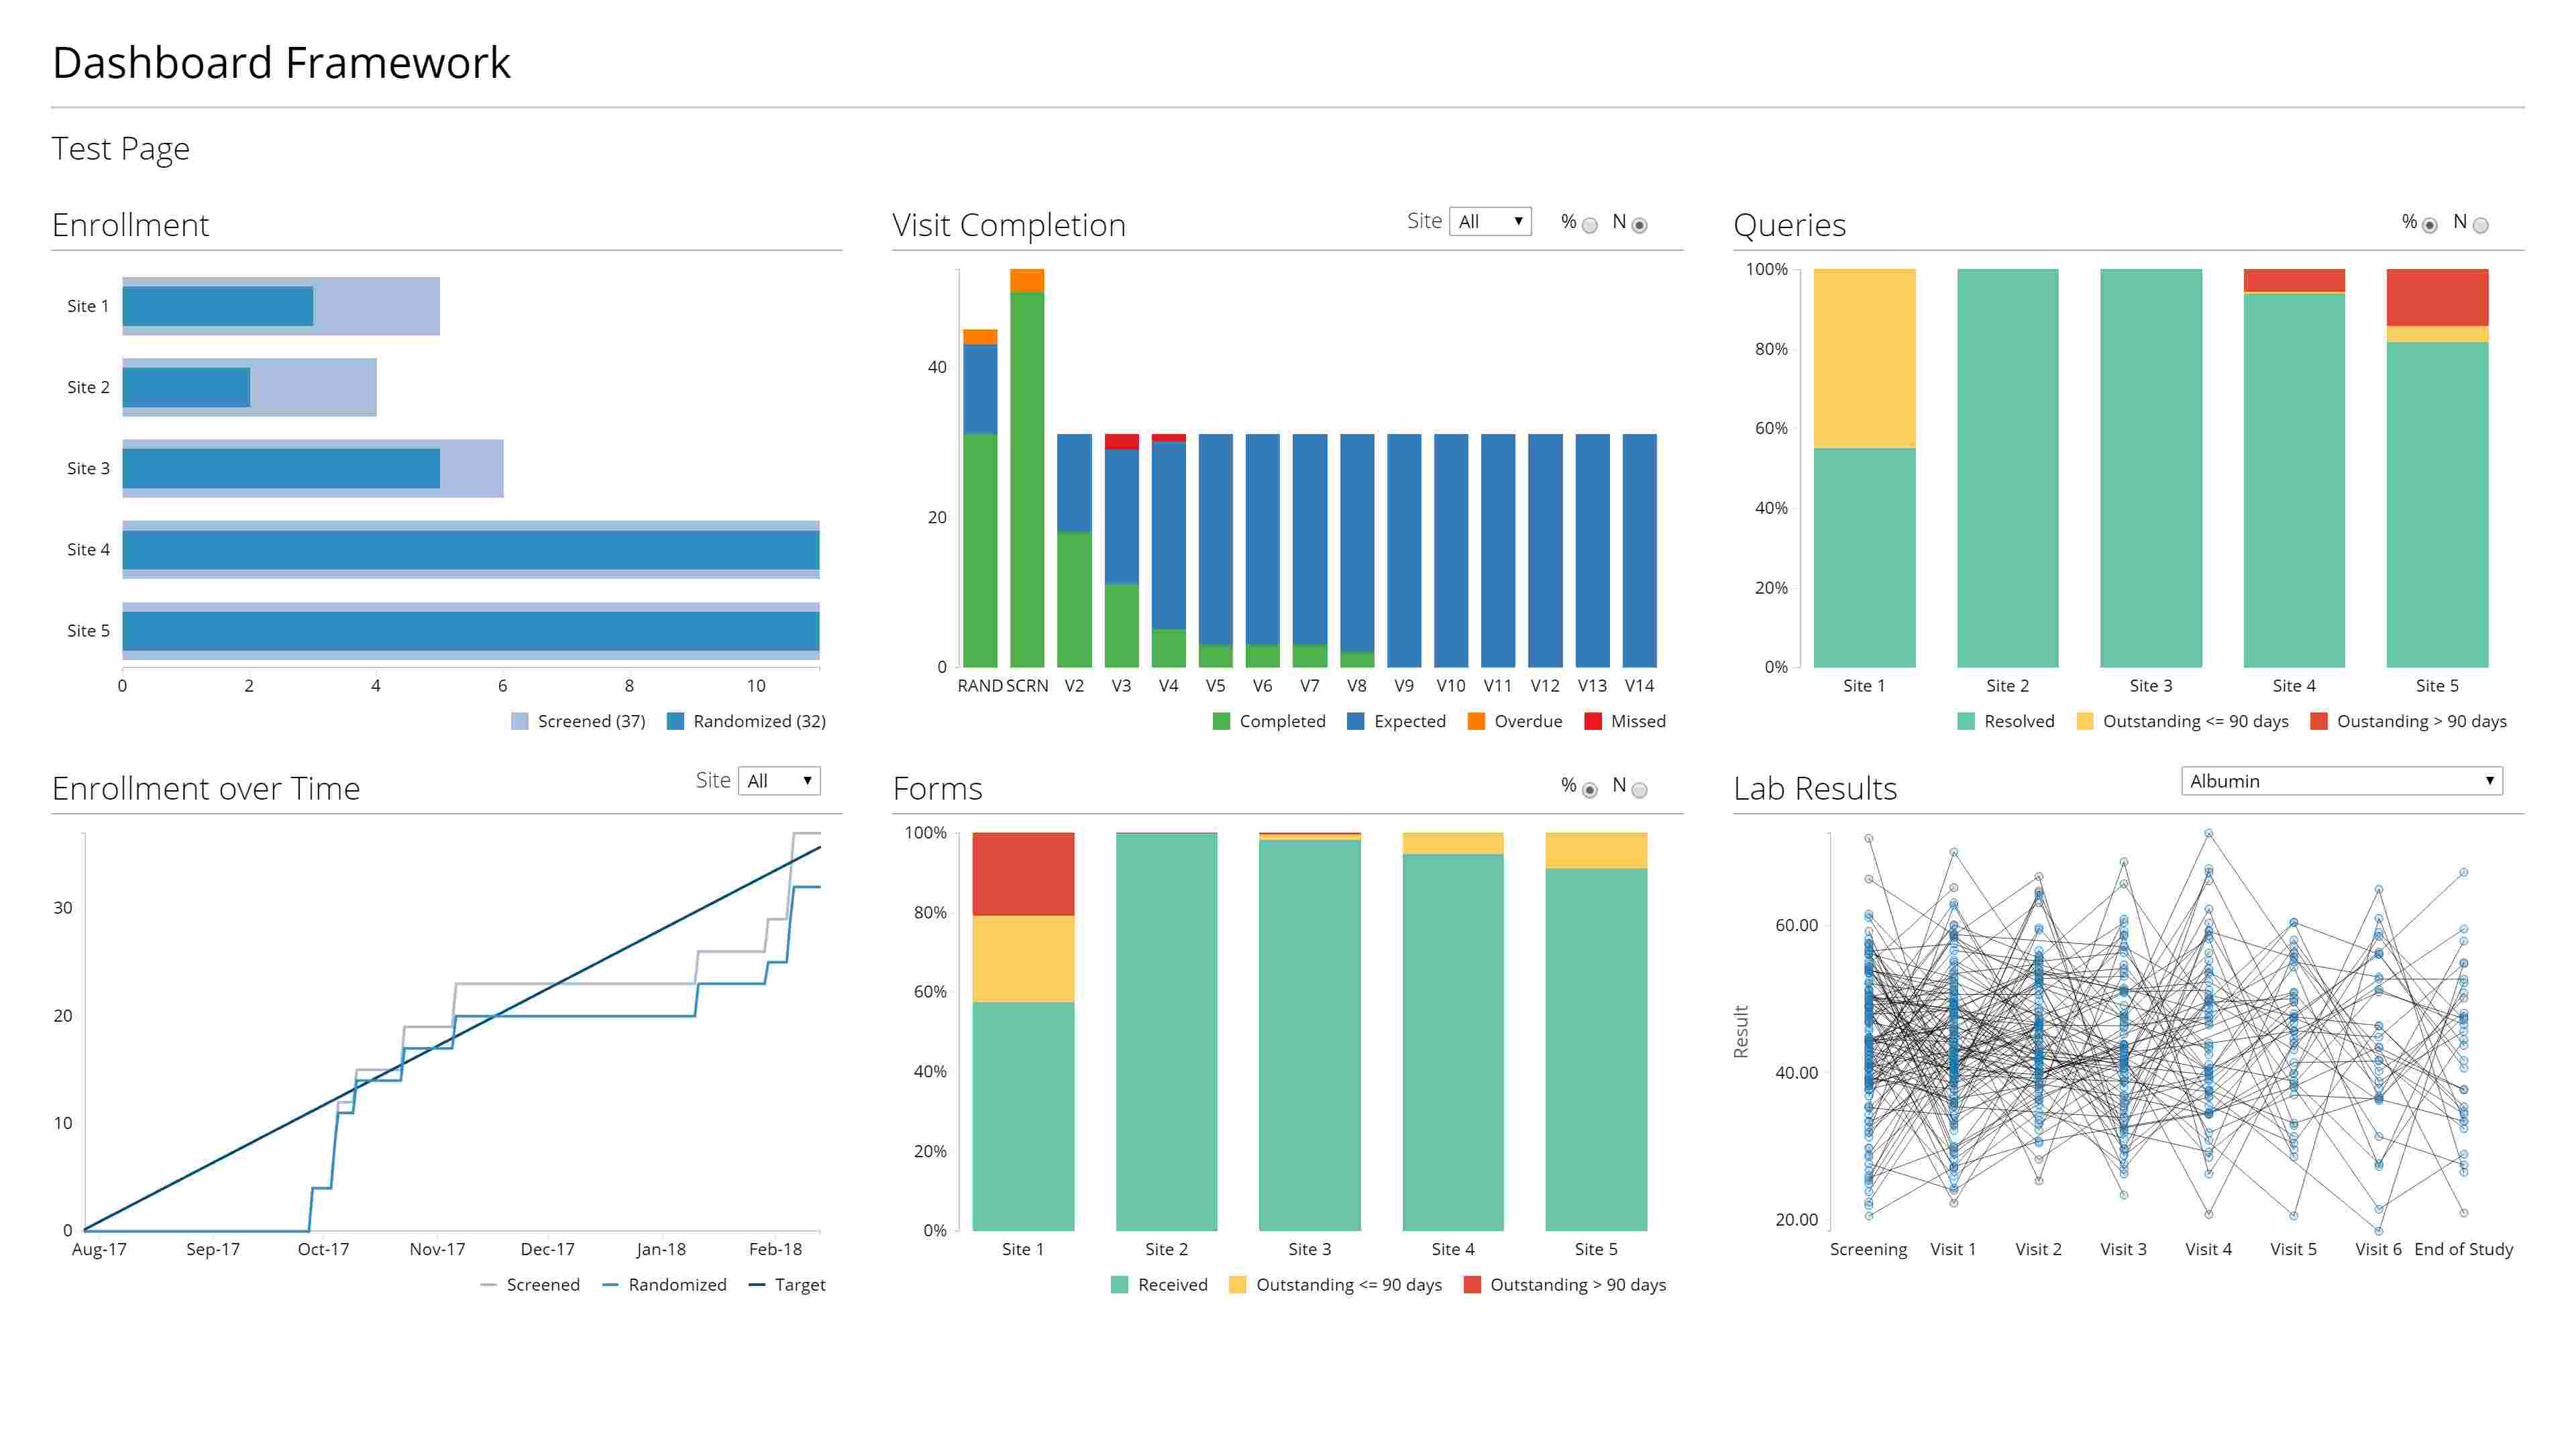 Dashboard Framework
Test Page
Enrollment
Site 1
Site 2
Site 3
Site 4
Site 5
0 2 4 6 8 10
Screened (37) Randomized (32)
Visit Completion Site All % N
40
20
0
RAND SCRN V2 V3 V4 V5 V6 V7 V8 V9 V10 V11 V12 V13 V14
Completed Expected Overdue Missed
Queries % N
100%
80%
60%
40%
20%
0%
Site 1 Site 2 Site 3 Site 4 Site 5
Resolved Outstanding <= 90 days Oustanding > 90 days
Enrollment over Time Site All
30
20
10
0
Aug-17 Sep-17 Oct-17 Nov-17 Dec-17 Jan-18 Feb-18
Screened Randomized Target
Forms % N
100%
80%
60%
40%
20%
0%
Site 1 Site 2 Site 3 Site 4 Site 5
Received Outstanding <= 90 days Outstanding > 90 days
Lab Results Albumin
Result
60.00
40.00
20.00
Screening Visit 1 Visit 2 Visit 3 Visit 4 Visit 5 Visit 6 End of Study